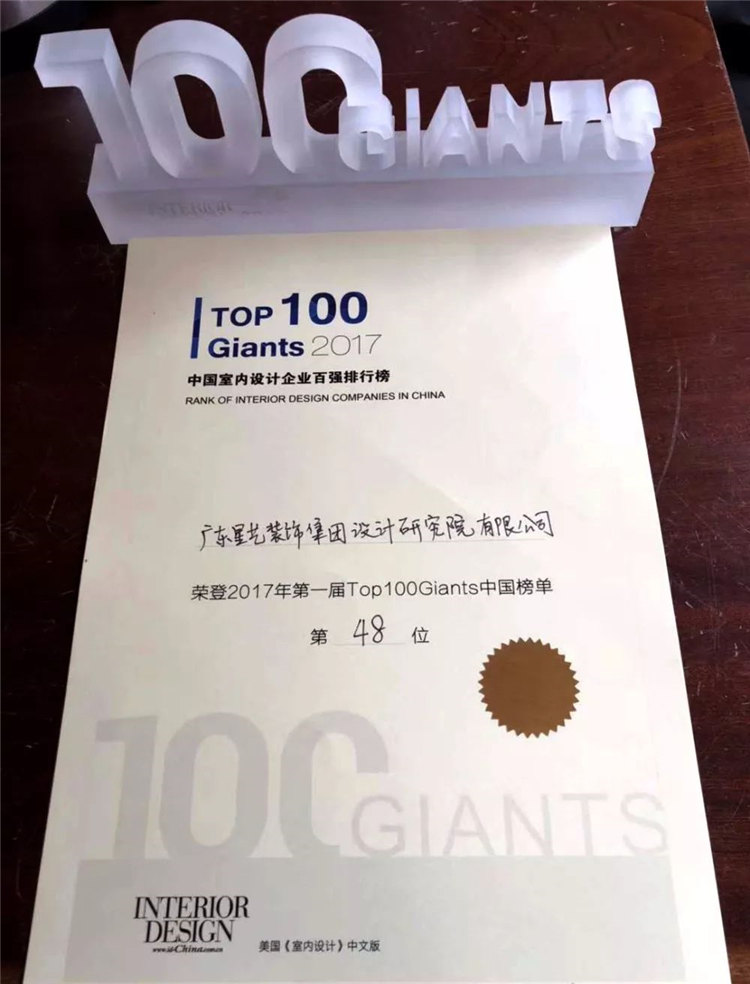 100GIANTS
INTERIOR
TOP 100
Giants 2017
中国室内设计企业百强排行榜
RANK OF INTERIOR DESIGN COMPANIES IN CHINA
广东星艺装饰集团设计研究院有限公司
荣登2017年第一届Top100Giants中国榜单
第 48 位
100GIANTS
INTERIOR
DESIGN
www.id-China.com.cn
美国《室内设计》中文版